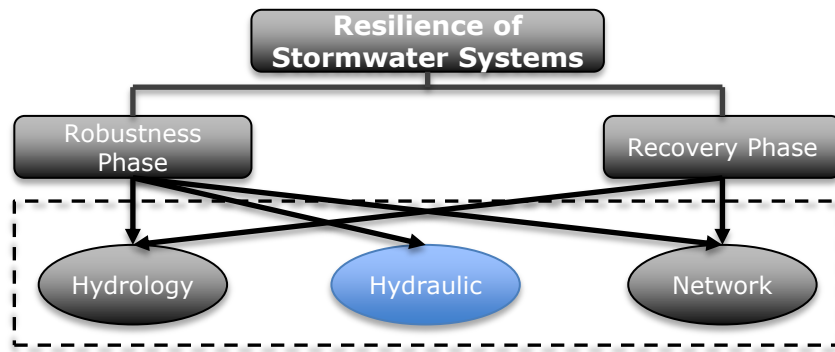 Resilience of
Stormwater Systems
Robustness
Phase
Recovery Phase
Hydrology
Hydraulic
Network